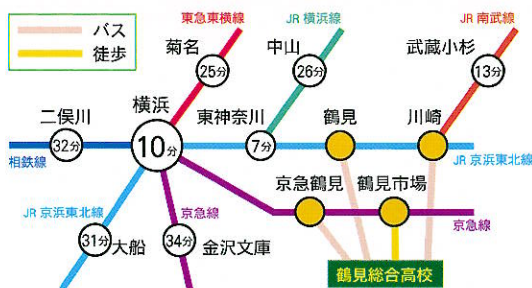 バス
徒歩
東急東横線
JR 横浜線
JR 南武線
菊名
25分
中山
26分
武蔵小杉
13分
二俣川
32分
横浜
10分
東神奈川
7分
鶴見
川崎
相鉄線
JR 京浜東北線
京急鶴見
鶴見市場
JR 京浜東北線
京急線
京急線
31分
大船
34分
金沢文庫
鶴見総合高校